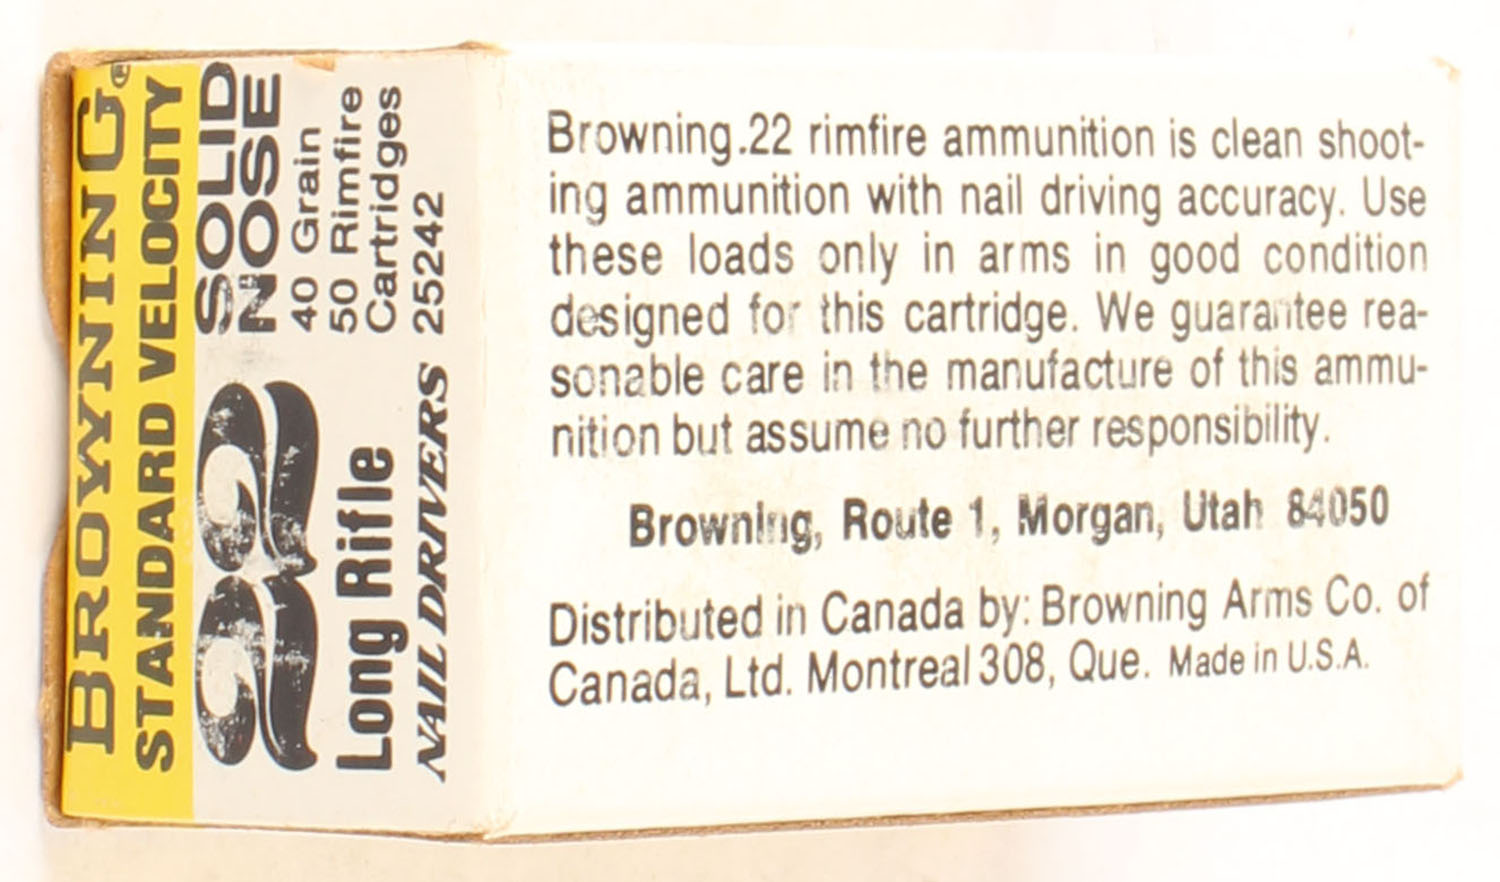 BROWNING®
STANDARD VELOCITY
22
SOLID
NOSE
40 Grain
50 Rimfire
Cartridges
Long Rifle
NAIL DRIVERS 25242
Browning .22 rimfire ammunition is clean shoot-
ing ammunition with nail driving accuracy. Use
these loads only in arms in good condition
designed for this cartridge. We guarantee rea-
sonable care in the manufacture of this ammu-
nition but assume no further responsibility.
Browning, Route 1, Morgan, Utah 84050
Distributed in Canada by: Browning Arms Co. of
Canada, Ltd. Montreal 308, Que. Made in U.S.A.